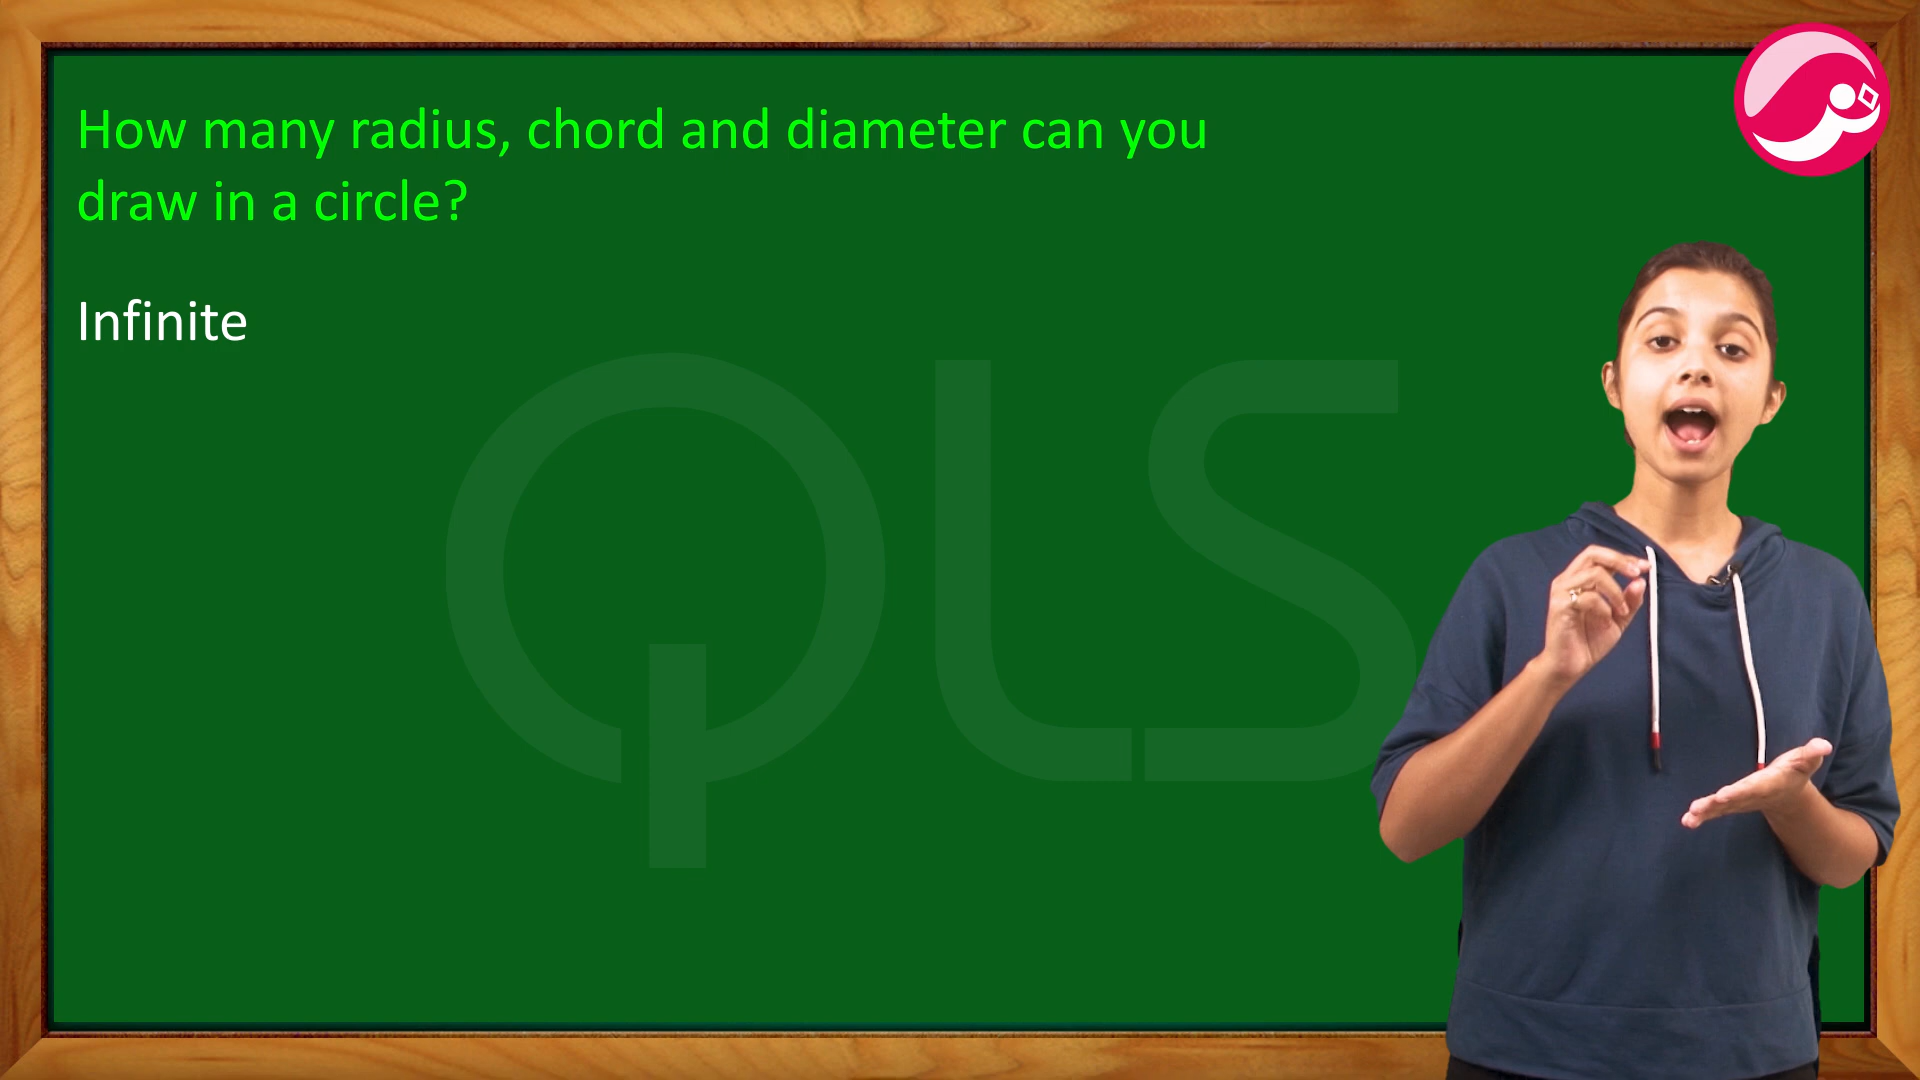 How many radius, chord and diameter can you
draw in a circle?
Infinite
QLS